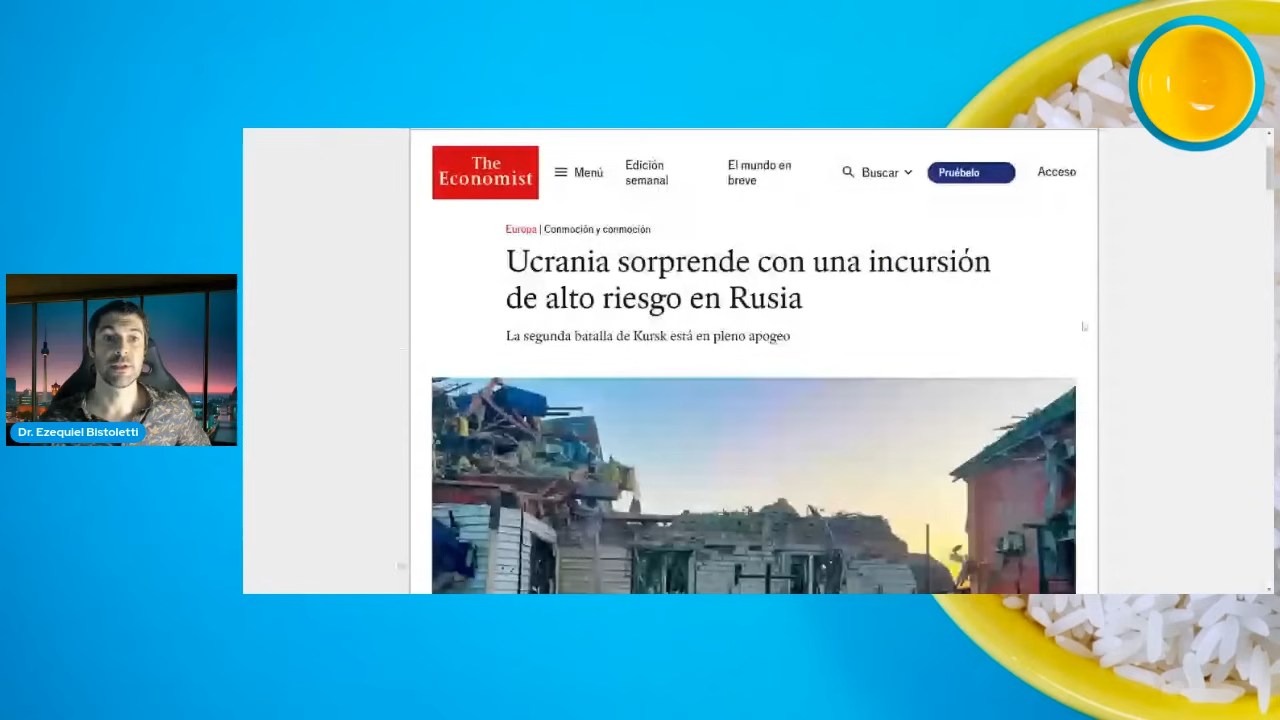 The
Economist
Menú
Edición
semanal
El mundo en
breve
Buscar
Pruébelo
Acceso
Europa | Conmoción y conmoción
Ucrania sorprende con una incursión
de alto riesgo en Rusia
La segunda batalla de Kursk está en pleno apogeo
Dr. Ezequiel Bistoletti